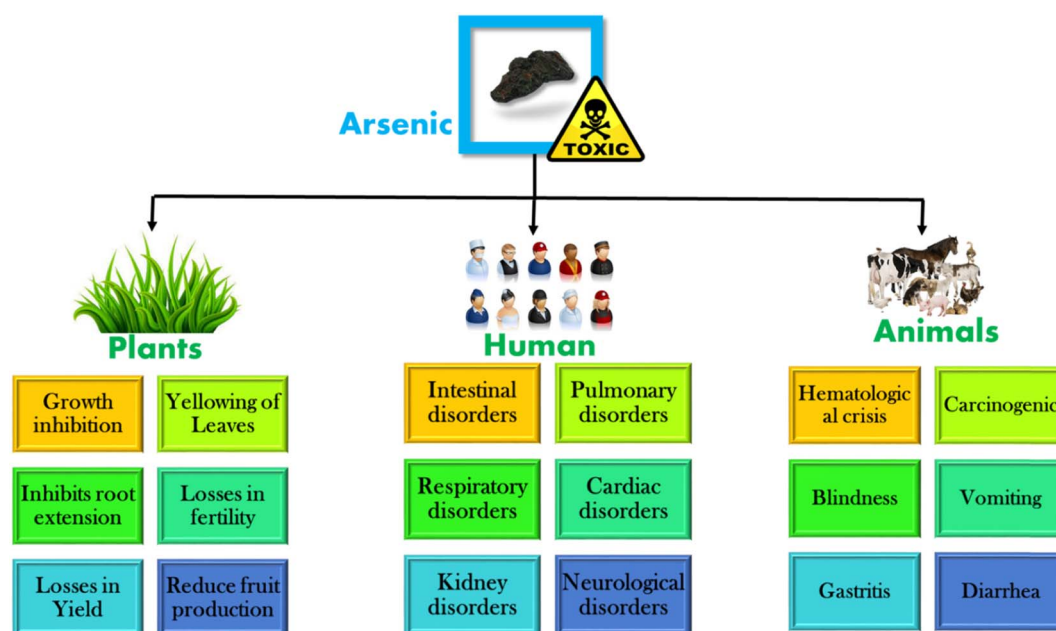 Arsenic
TOXIC
Plants
Human
Animals
Growth
inhibition
Yellowing of
Leaves
Inhibits root
extension
Losses in
fertility
Losses in
Yield
Reduce fruit
production
Intestinal
disorders
Pulmonary
disorders
Respiratory
disorders
Cardiac
disorders
Kidney
disorders
Neurological
disorders
Hematologic
al crisis
Carcinogenic
Blindness
Vomiting
Gastritis
Diarrhea